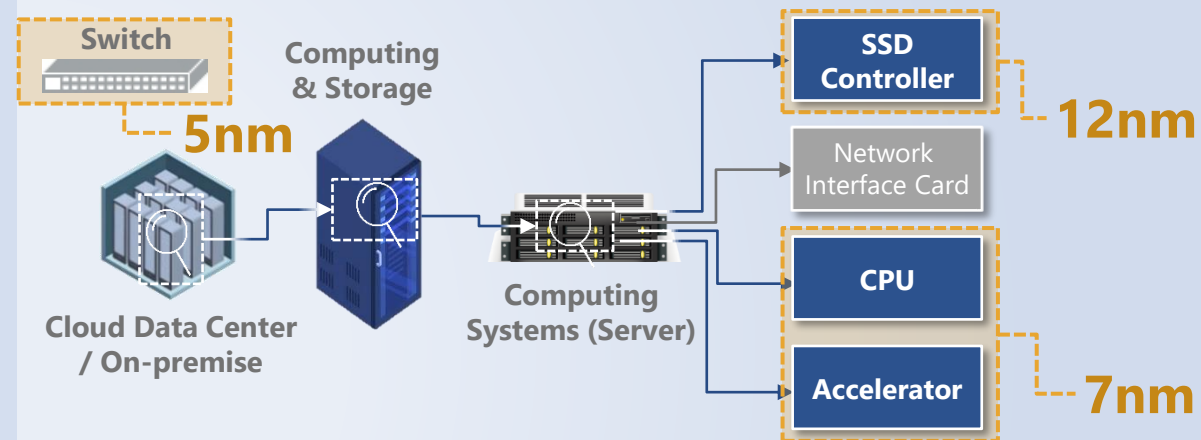 Switch
5nm
Computing
& Storage
Cloud Data Center
/ On-premise
Computing
Systems (Server)
SSD
Controller
12nm
Network
Interface Card
CPU
Accelerator
7nm